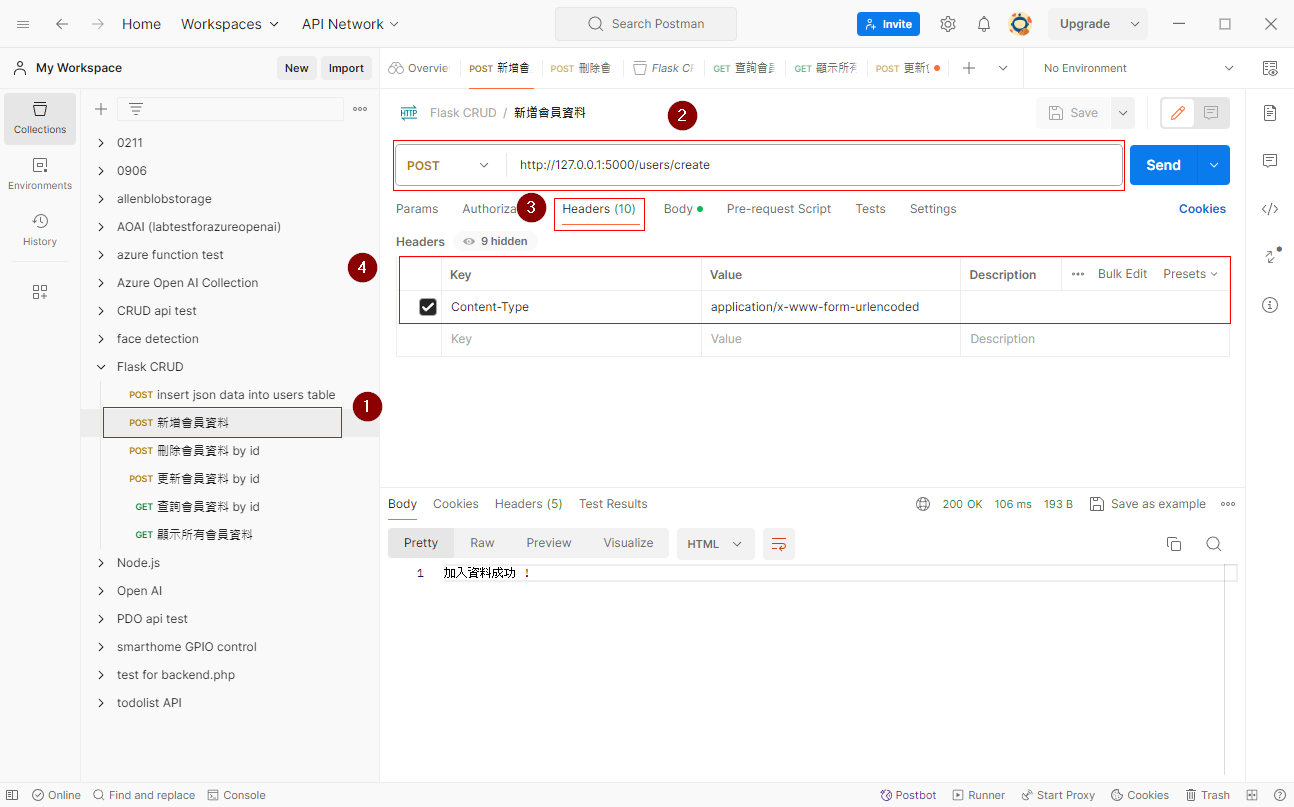 Home Workspaces API Network Search Postman Invite Upgrade
My Workspace New Import
Overvie POST 新增會 POST 刪除會 Flask CF GET 查詢會員 GET 顯示所有 POST 更新會 No Environment
Collections
Environments
History
0211
0906
allenblobstorage
AOAI (labtestforazureopenai)
azure function test
Azure Open AI Collection
CRUD api test
face detection
Flask CRUD
POST insert json data into users table
POST 新增會員資料
POST 刪除會員資料 by id
POST 更新會員資料 by id
GET 查詢會員資料 by id
GET 顯示所有會員資料
Node.js
Open AI
PDO api test
smarthome GPIO control
test for backend.php
todolist API
1
2
3
4
HTTP Flask CRUD / 新增會員資料 Save
POST http://127.0.0.1:5000/users/create Send
Params Authoriza Headers (10) Body Pre-request Script Tests Settings Cookies
Headers 9 hidden
Key Value Description Bulk Edit Presets
Content-Type application/x-www-form-urlencoded
Key Value Description
Body Cookies Headers (5) Test Results 200 OK 106 ms 193 B Save as example
Pretty Raw Preview Visualize HTML
1 加入資料成功 !
Online Find and replace Console Postbot Runner Start Proxy Cookies Trash